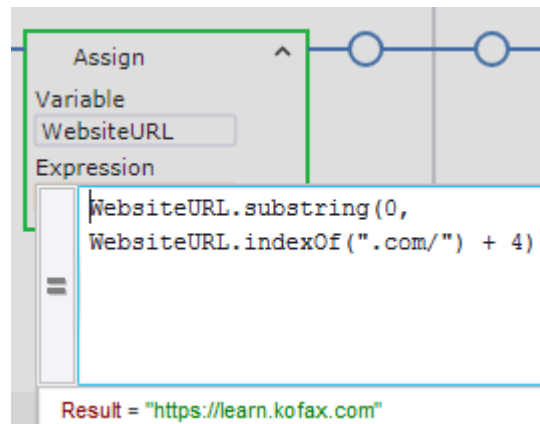 Assign
Variable
WebsiteURL
Expression
WebsiteURL.substring(0,
WebsiteURL.indexOf(".com/") + 4)
=
Result = "https://learn.kofax.com"